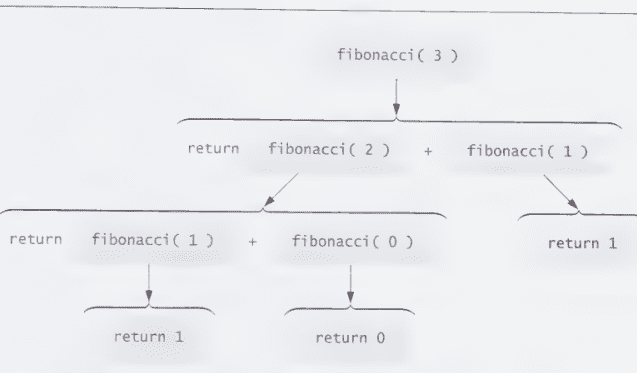 fibonacci( 3 )
return fibonacci( 2 ) + fibonacci( 1 )
return fibonacci( 1 ) + fibonacci( 0 )
return 1
return 1
return 0